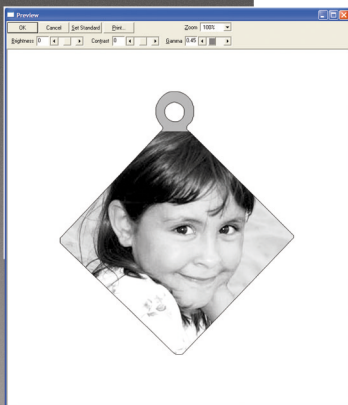 Preview
OK Cancel Set Standard Print... Zoom 100%
Brightness 0 Contrast 0 Gamma 0.45